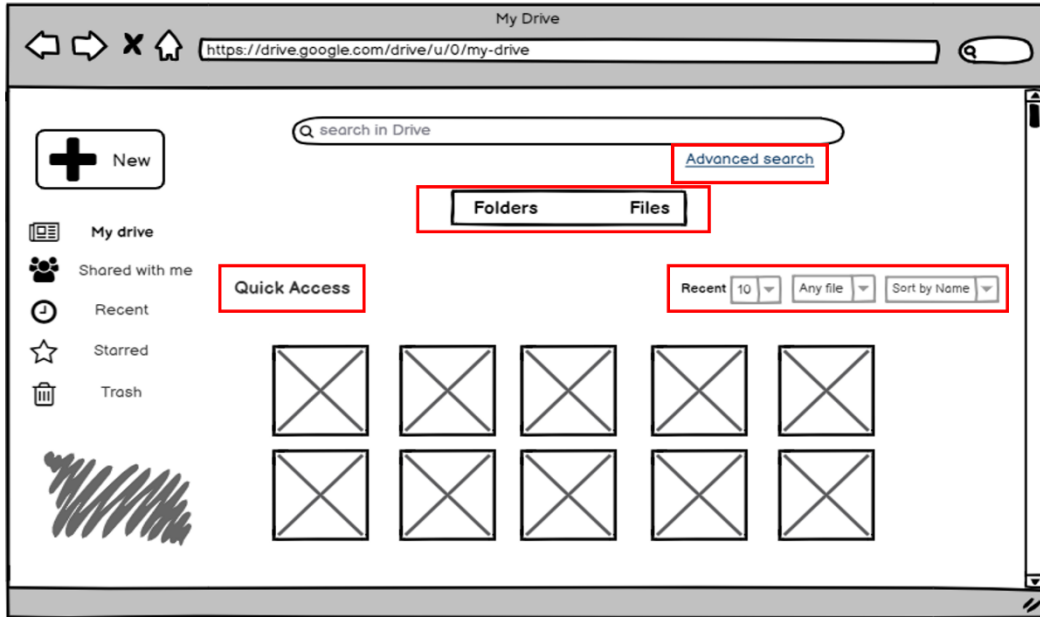 My Drive
https://drive.google.com/drive/u/0/my-drive
search in Drive
New
Advanced search
Folders Files
My drive
Shared with me
Quick Access
Recent 10 Any file Sort by Name
Recent
Starred
Trash